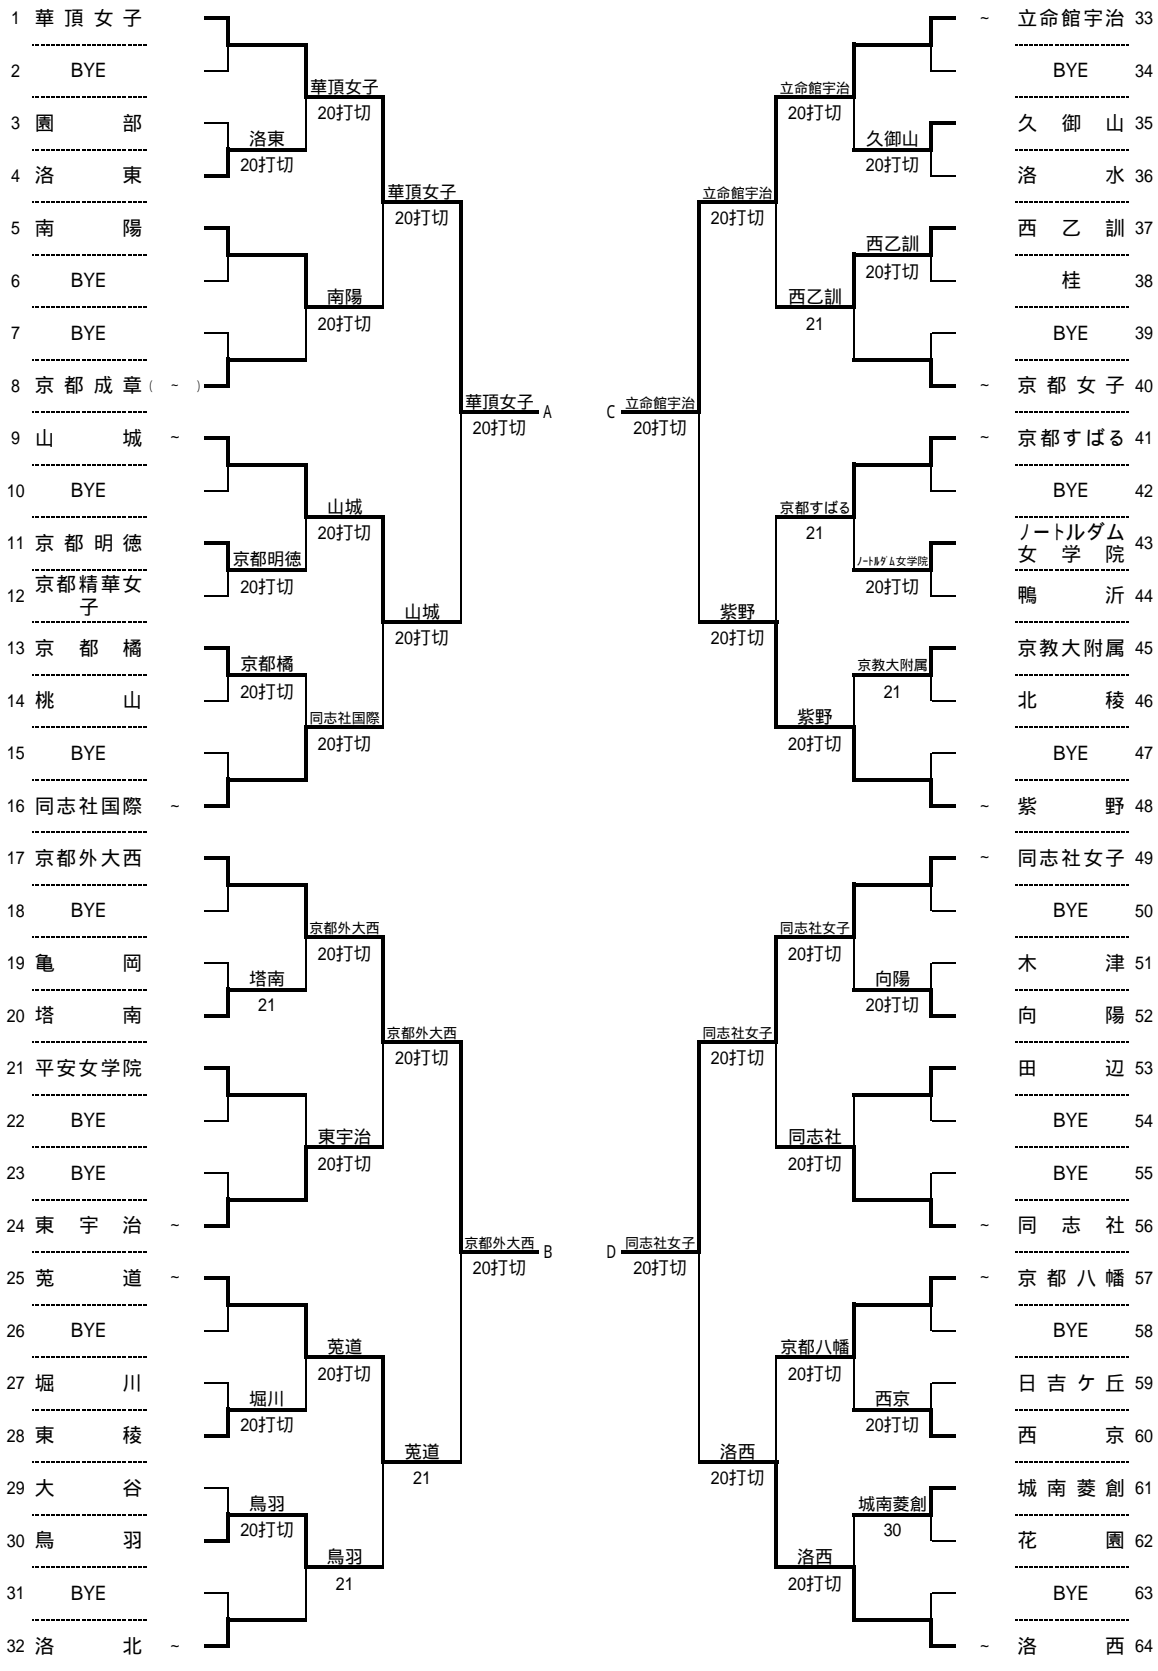 1 華頂女子
2 BYE
3 園部
4 洛東
5 南陽
6 BYE
7 BYE
8 京都成章( ~ )
9 山城 ~
10 BYE
11 京都明徳
12 京都精華女子
13 京都橘
14 桃山
15 BYE
16 同志社国際 ~
17 京都外大西
18 BYE
19 亀岡
20 塔南
21 平安女学院
22 BYE
23 BYE
24 東宇治 ~
25 莵道 ~
26 BYE
27 堀川
28 東稜
29 大谷
30 鳥羽
31 BYE
32 洛北 ~
洛東
20打切
京都明徳
20打切
京都橘
20打切
塔南
21
堀川
20打切
鳥羽
20打切
華頂女子
20打切
南陽
20打切
山城
20打切
同志社国際
20打切
京都外大西
20打切
東宇治
20打切
莵道
20打切
鳥羽
21
華頂女子
20打切
山城
20打切
京都外大西
20打切
莵道
21
華頂女子 A
20打切
京都外大西 B
20打切
C 立命館宇治
20打切
D 同志社女子
20打切
立命館宇治
20打切
紫野
20打切
同志社女子
20打切
洛西
20打切
立命館宇治
20打切
西乙訓
21
京都すばる
21
紫野
20打切
同志社女子
20打切
同志社
20打切
京都八幡
20打切
洛西
20打切
久御山
20打切
西乙訓
20打切
ノートルダム女学院
20打切
京教大附属
21
向陽
20打切
西京
20打切
城南菱創
30
~ 立命館宇治 33
BYE 34
久御山 35
洛水 36
西乙訓 37
桂 38
BYE 39
~ 京都女子 40
~ 京都すばる 41
BYE 42
ノートルダム
女学院 43
鴨沂 44
京教大附属 45
北稜 46
BYE 47
~ 紫野 48
~ 同志社女子 49
BYE 50
木津 51
向陽 52
田辺 53
BYE 54
BYE 55
~ 同志社 56
~ 京都八幡 57
BYE 58
日吉ケ丘 59
西京 60
城南菱創 61
花園 62
BYE 63
~ 洛西 64